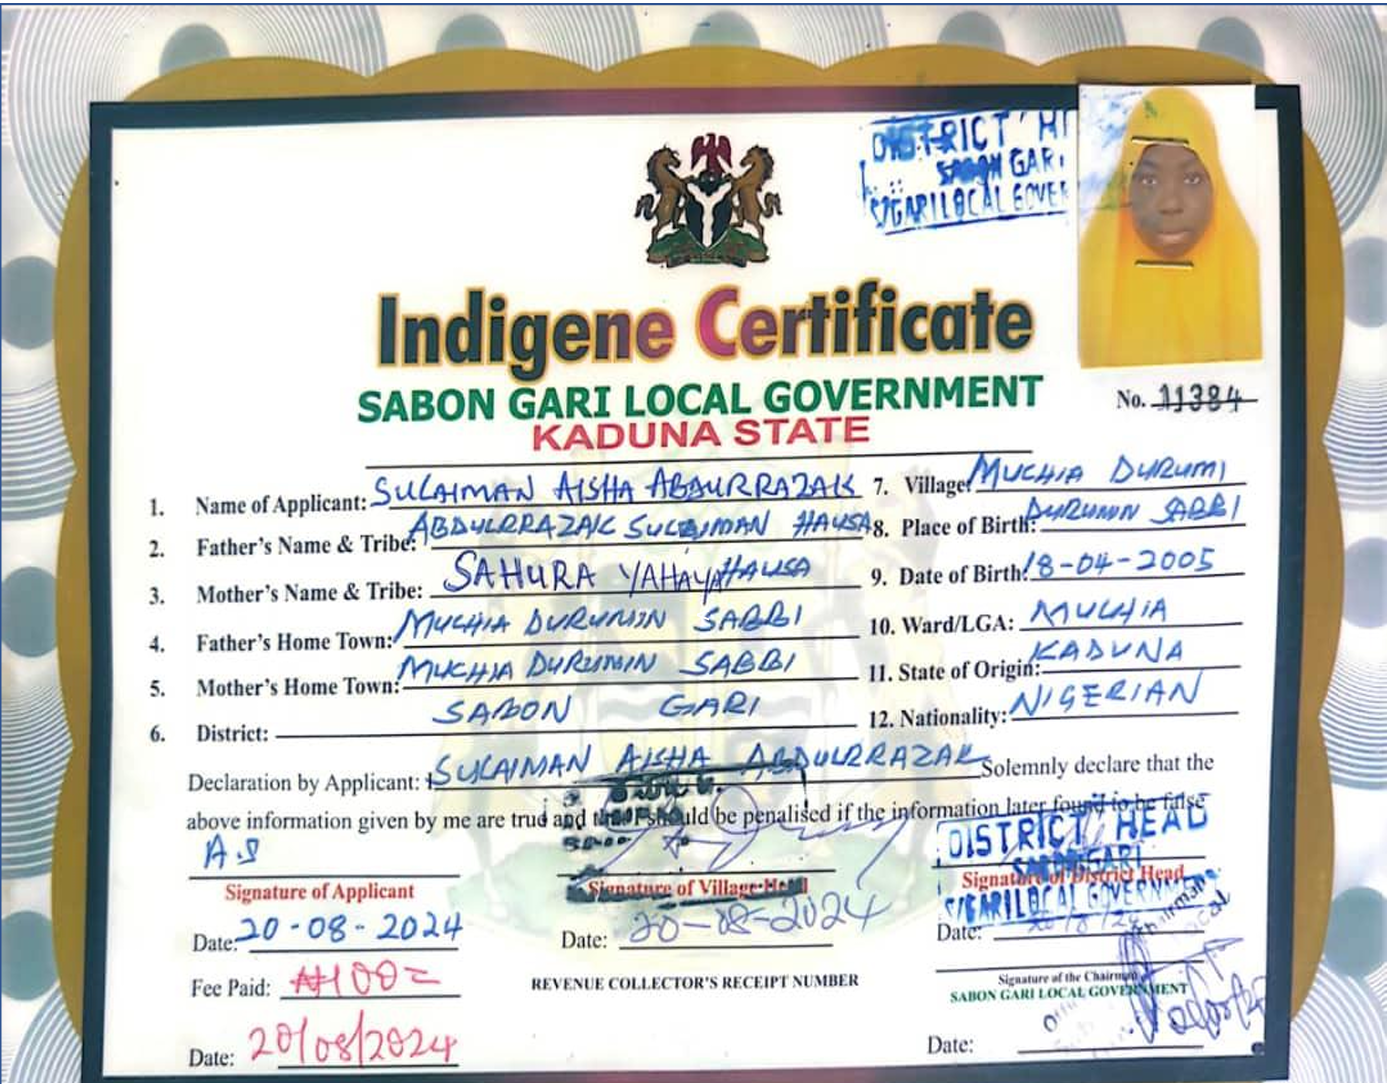 DISTRICT HE
SABON GARI
S/GARI LOCAL GOVER
Indigene Certificate
SABON GARI LOCAL GOVERNMENT
KADUNA STATE
No. 11384
1. Name of Applicant: SULAIMAN AISHA ABDURRAZAK
2. Father's Name & Tribe: ABDULRRAZAK SULAIMAN HAUSA
3. Mother's Name & Tribe: SAHURA YAHAYA HAUSA
4. Father's Home Town: MUCHIA DURUMIN SABBI
5. Mother's Home Town: MUCHIA DURUMIN SABBI
6. District: SABON GARI
7. Village: MUCHIA DURUMI
8. Place of Birth: DURUMIN SABBI
9. Date of Birth: 18-04-2005
10. Ward/LGA: MUCHIA
11. State of Origin: KADUNA
12. Nationality: NIGERIAN
Declaration by Applicant: I SULAIMAN AISHA ABDULRRAZAK Solemnly declare that the
above information given by me are true and that I should be penalised if the information later found to be false
A.S
Signature of Applicant
Date: 20-08-2024
Fee Paid: ₦100=
Date: 20/08/2024
Signature of Village Head
Date: 20-08-2024
REVENUE COLLECTOR'S RECEIPT NUMBER
DISTRICT HEAD
SABON GARI
Signature of District Head
S/GARI LOCAL GOVERNMENT
Date:
Signature of the Chairman
SABON GARI LOCAL GOVERNMENT
Date: